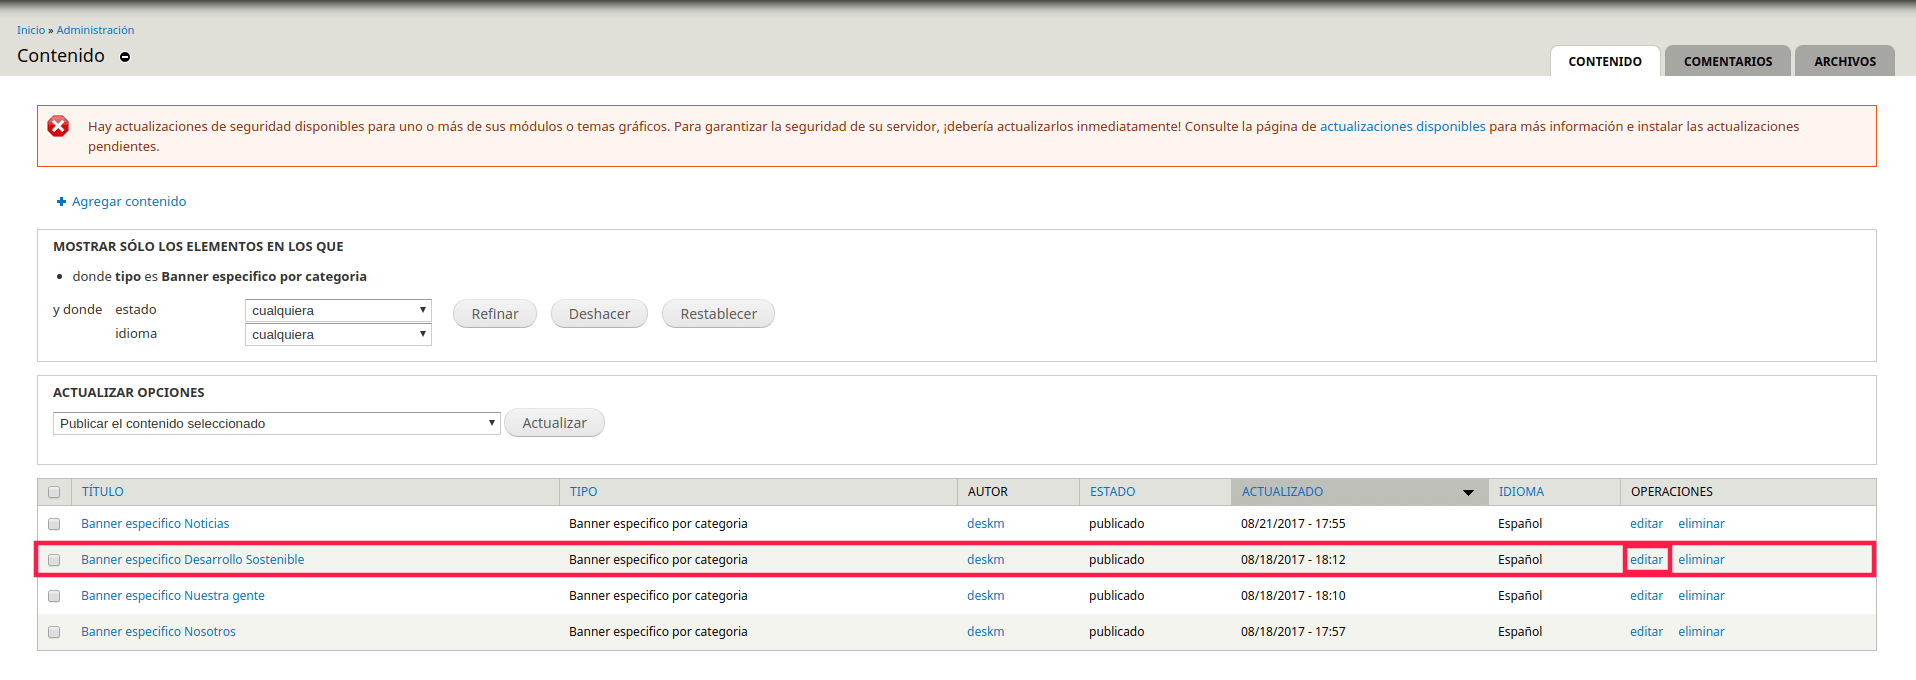 Inicio » Administración
Contenido
CONTENIDO COMENTARIOS ARCHIVOS
Hay actualizaciones de seguridad disponibles para uno o más de sus módulos o temas gráficos. Para garantizar la seguridad de su servidor, ¡debería actualizarlos inmediatamente! Consulte la página de actualizaciones disponibles para más información e instalar las actualizaciones
pendientes.
Agregar contenido
MOSTRAR SÓLO LOS ELEMENTOS EN LOS QUE
donde tipo es Banner especifico por categoria
y donde estado cualquiera Refinar Deshacer Restablecer
idioma cualquiera
ACTUALIZAR OPCIONES
Publicar el contenido seleccionado Actualizar
TÍTULO TIPO AUTOR ESTADO ACTUALIZADO IDIOMA OPERACIONES
Banner especifico Noticias Banner especifico por categoria deskm publicado 08/21/2017 - 17:55 Español editar eliminar
Banner especifico Desarrollo Sostenible Banner especifico por categoria deskm publicado 08/18/2017 - 18:12 Español editar eliminar
Banner especifico Nuestra gente Banner especifico por categoria deskm publicado 08/18/2017 - 18:10 Español editar eliminar
Banner especifico Nosotros Banner especifico por categoria deskm publicado 08/18/2017 - 17:57 Español editar eliminar